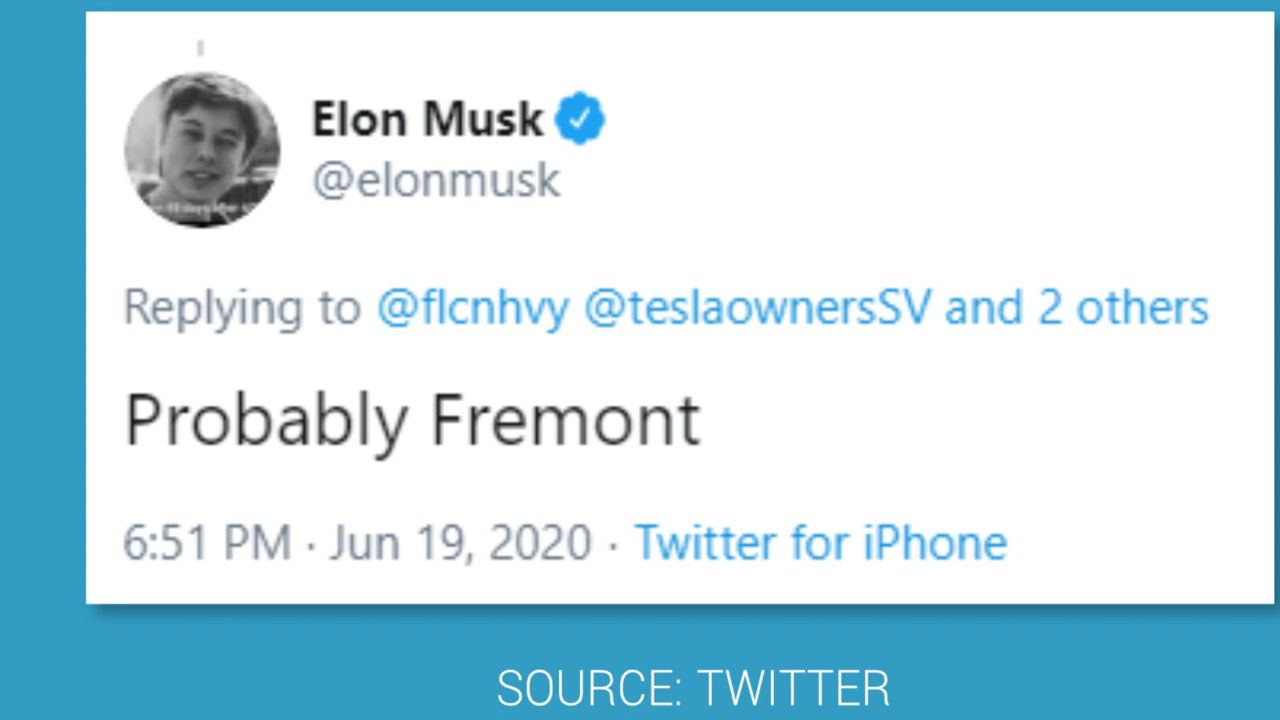 Elon Musk
@elonmusk
Replying to @flcnhvy @teslaownersSV and 2 others
Probably Fremont
6:51 PM · Jun 19, 2020 · Twitter for iPhone
SOURCE: TWITTER